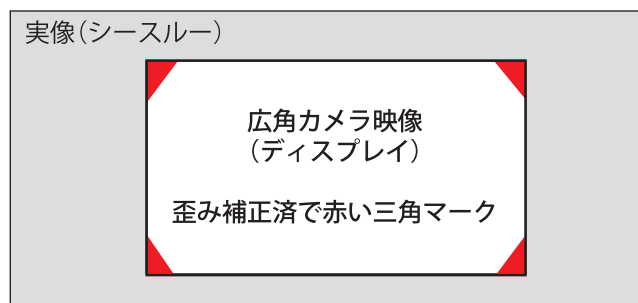 実像（シースルー）
広角カメラ映像
（ディスプレイ）
歪み補正済で赤い三角マーク